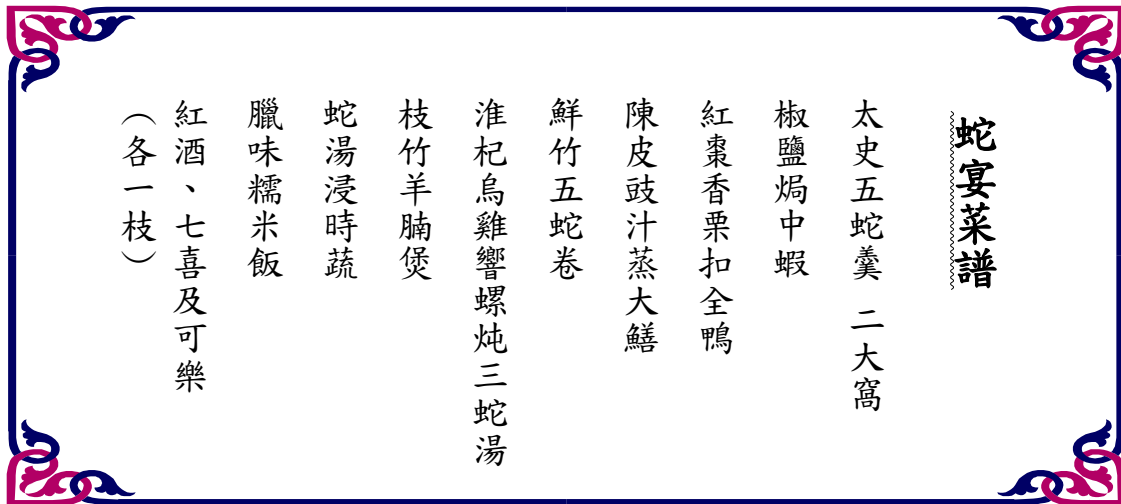 蛇宴菜譜
太史五蛇羹 二大窩
椒鹽焗中蝦
紅棗香栗扣全鴨
陳皮豉汁蒸大鱔
鮮竹五蛇卷
淮杞烏雞響螺炖三蛇湯
枝竹羊腩煲
蛇湯浸時蔬
臘味糯米飯
紅酒、七喜及可樂
（各一枝）